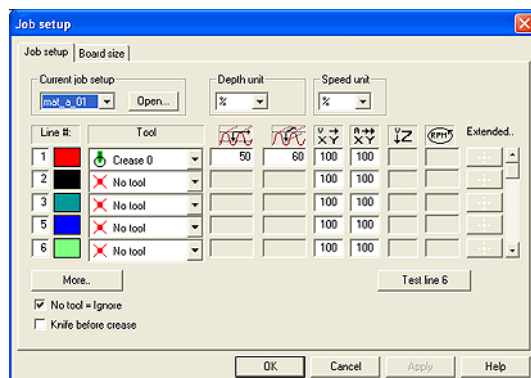 Job setup
Job setup Board size
Current job setup Depth unit Speed unit
mat_a_01 Open... % %
Line #: Tool V X Y A X Y V Z RPM Extended..
1 Crease 0 50 60 100 100
2 No tool 100 100
3 No tool 100 100
5 No tool 100 100
6 No tool 100 100
More.. Test line 6
No tool = Ignore
Knife before crease
OK Cancel Apply Help